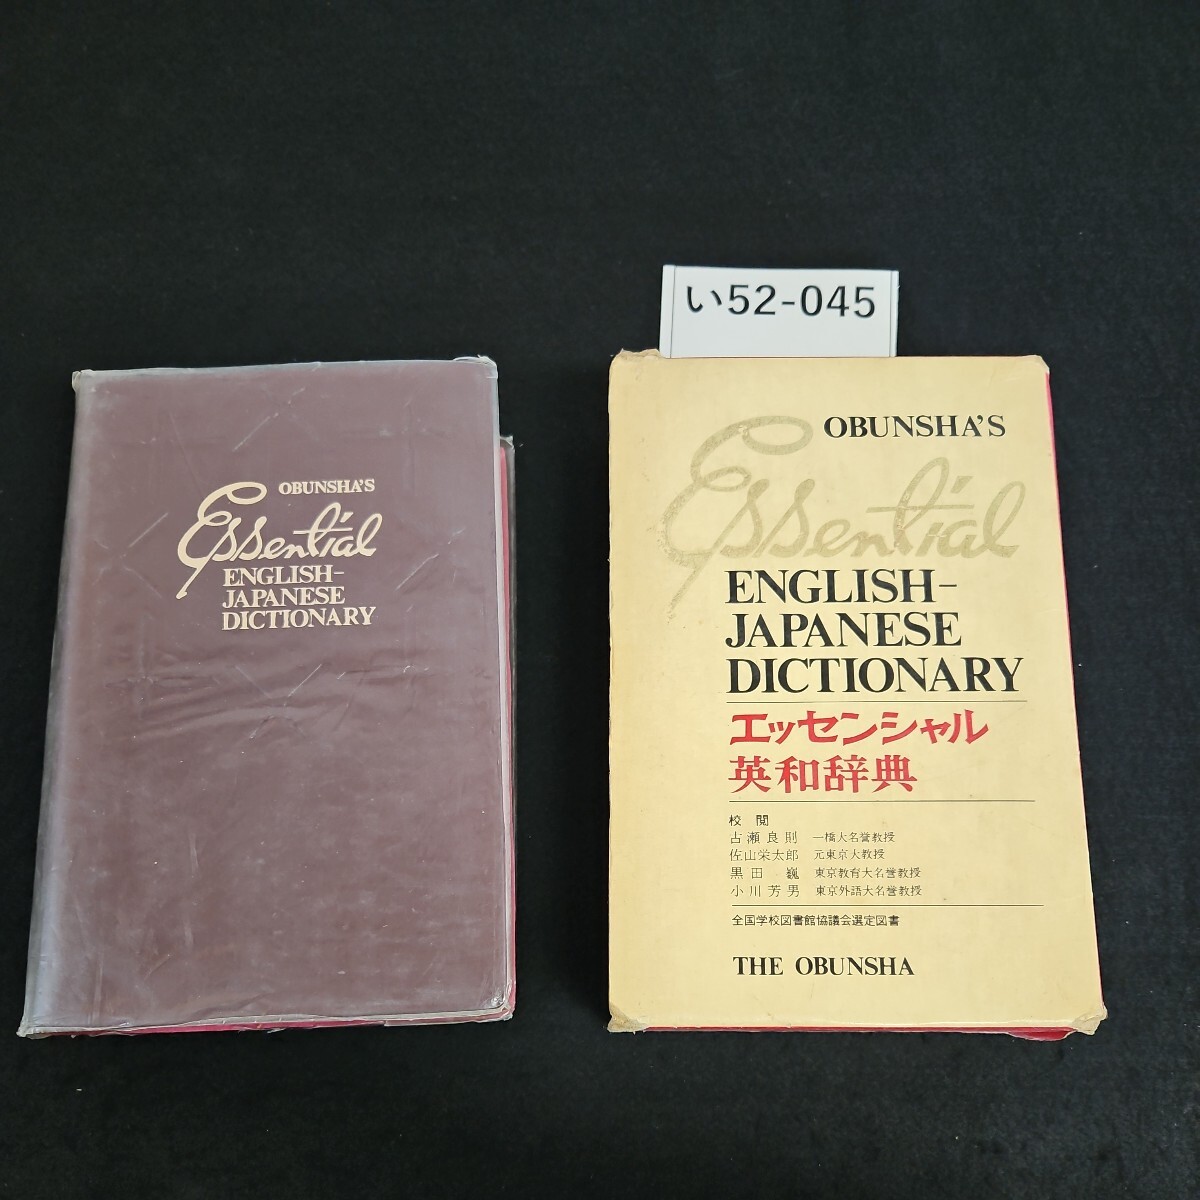 い52-045
OBUNSHA'S
Essential
ENGLISH-
JAPANESE
DICTIONARY
OBUNSHA'S
Essential
ENGLISH-
JAPANESE
DICTIONARY
エッセンシャル
英和辞典
校閲
古瀬良則 一橋大名誉教授
佐山栄太郎 元東京大教授
黒田 巍 東京教育大名誉教授
小川芳男 東京外語大名誉教授
全国学校図書館協議会選定図書
THE OBUNSHA